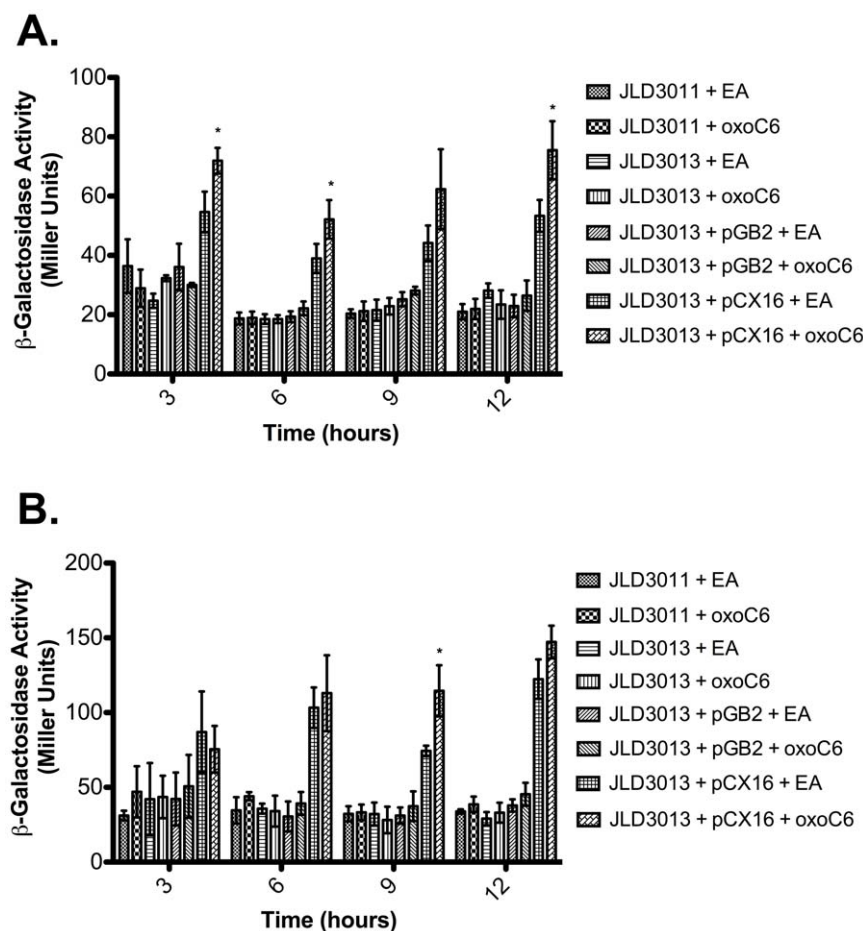 A.
β-Galactosidase Activity
(Miller Units)
100
80
60
40
20
0
*
*
*
3
6
9
12
Time (hours)
JLD3011 + EA
JLD3011 + oxoC6
JLD3013 + EA
JLD3013 + oxoC6
JLD3013 + pGB2 + EA
JLD3013 + pGB2 + oxoC6
JLD3013 + pCX16 + EA
JLD3013 + pCX16 + oxoC6
B.
β-Galactosidase Activity
(Miller Units)
200
150
100
50
0
*
3
6
9
12
Time (hours)
JLD3011 + EA
JLD3011 + oxoC6
JLD3013 + EA
JLD3013 + oxoC6
JLD3013 + pGB2 + EA
JLD3013 + pGB2 + oxoC6
JLD3013 + pCX16 + EA
JLD3013 + pCX16 + oxoC6